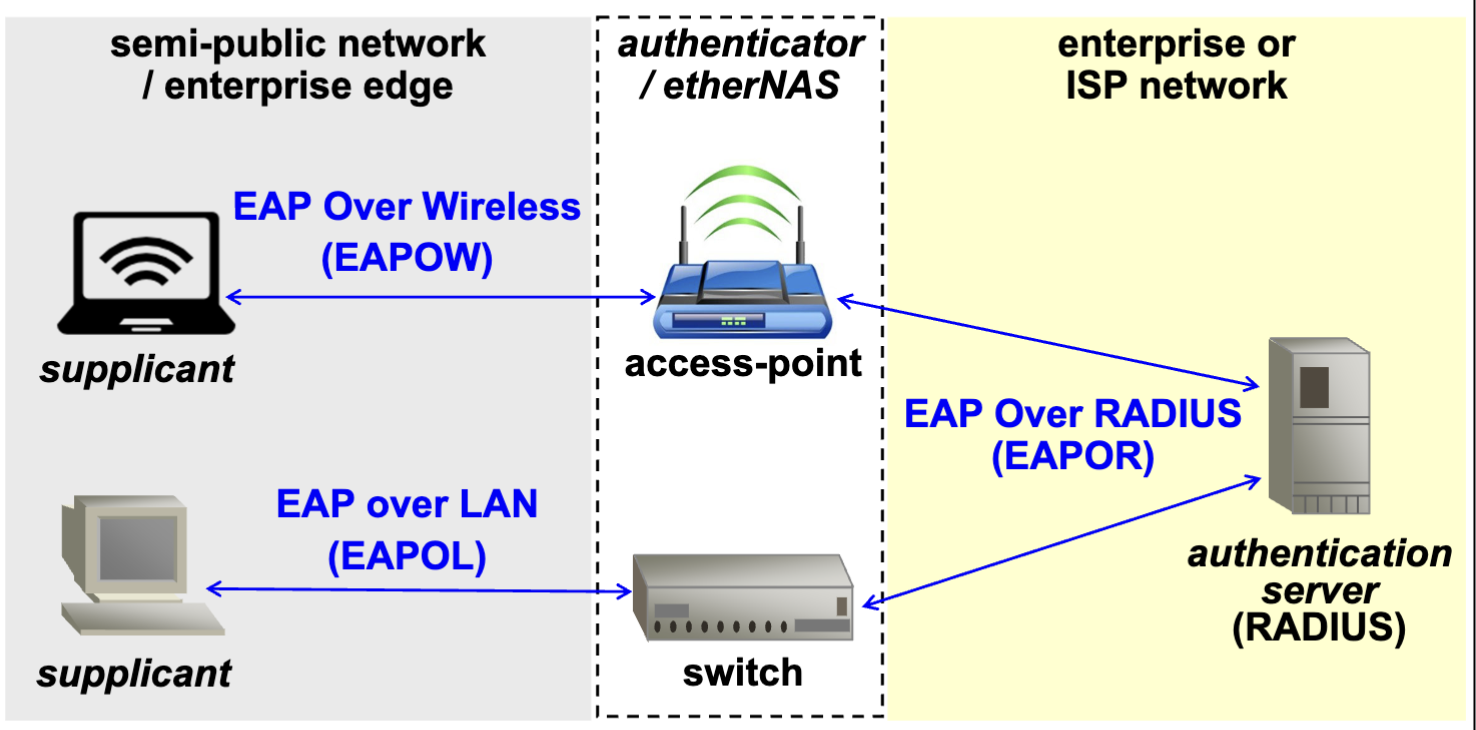 semi-public network
/ enterprise edge
authenticator
/ etherNAS
enterprise or
ISP network
EAP Over Wireless
(EAPOW)
supplicant
access-point
EAP Over RADIUS
(EAPOR)
EAP over LAN
(EAPOL)
supplicant
switch
authentication
server
(RADIUS)